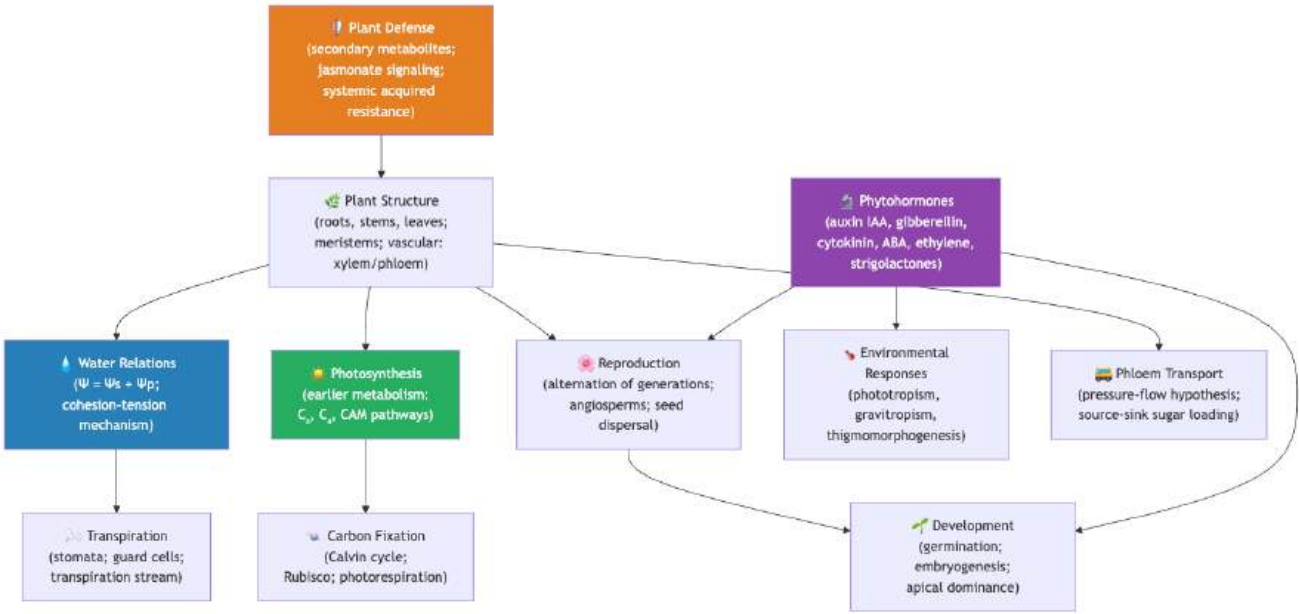 Plant Defense
(secondary metabolites;
jasmonate signaling;
systemic acquired
resistance)
Plant Structure
(roots, stems, leaves;
meristems; vascular:
xylem/phloem)
Phytohormones
(auxin IAA, gibberellin,
cytokinin, ABA, ethylene,
strigolactones)
Water Relations
(Ψ = Ψs + Ψp;
cohesion-tension
mechanism)
Photosynthesis
(earlier metabolism:
C₃, C₄, CAM pathways)
Reproduction
(alternation of generations;
angiosperms; seed
dispersal)
Environmental
Responses
(phototropism,
gravitropism,
thigmomorphogenesis)
Phloem Transport
(pressure-flow hypothesis;
source-sink sugar loading)
Transpiration
(stomata; guard cells;
transpiration stream)
Carbon Fixation
(Calvin cycle;
Rubisco; photorespiration)
Development
(germination;
embryogenesis;
apical dominance)